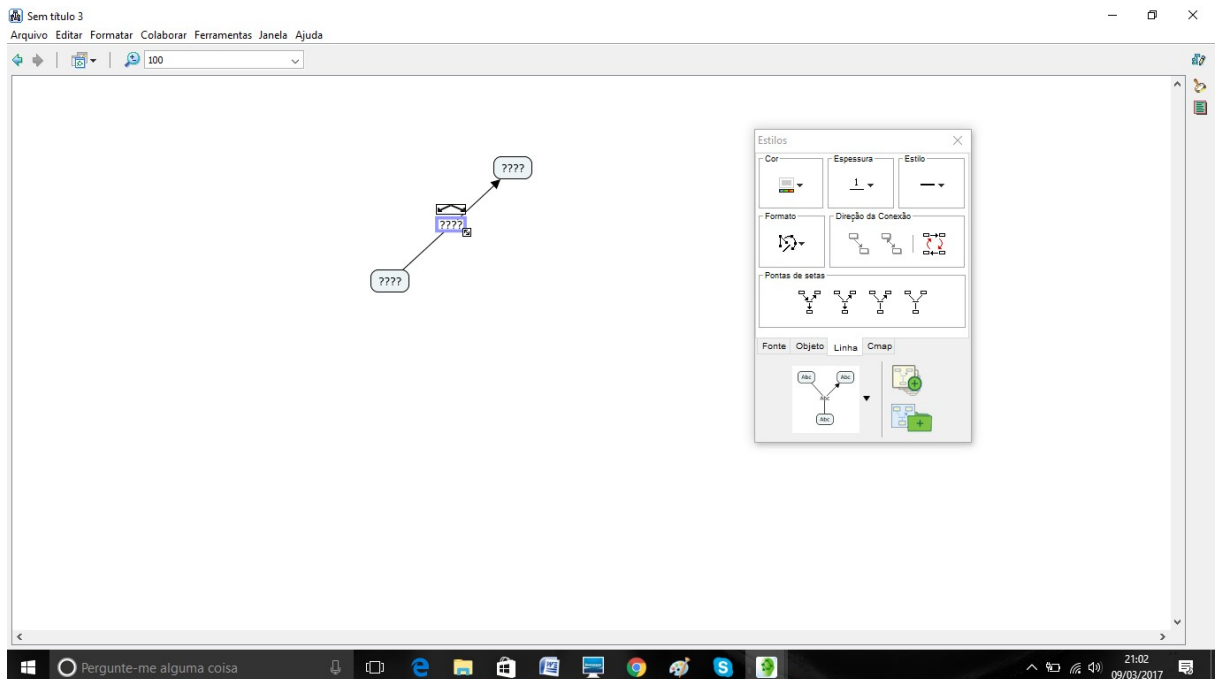 Sem título 3
Arquivo Editar Formatar Colaborar Ferramentas Janela Ajuda
100
????
????
????
Estilos
Cor
Espessura
Estilo
1
Formato
Direção da Conexão
Pontas de setas
Fonte Objeto Linha Cmap
Abc Abc
Abc
Abc
Pergunte-me alguma coisa
21:02
09/03/2017